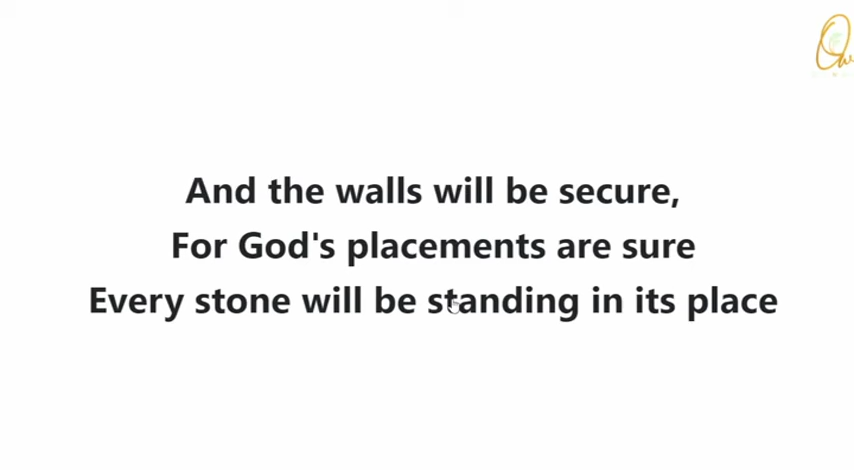 And the walls will be secure,
For God's placements are sure
Every stone will be standing in its place